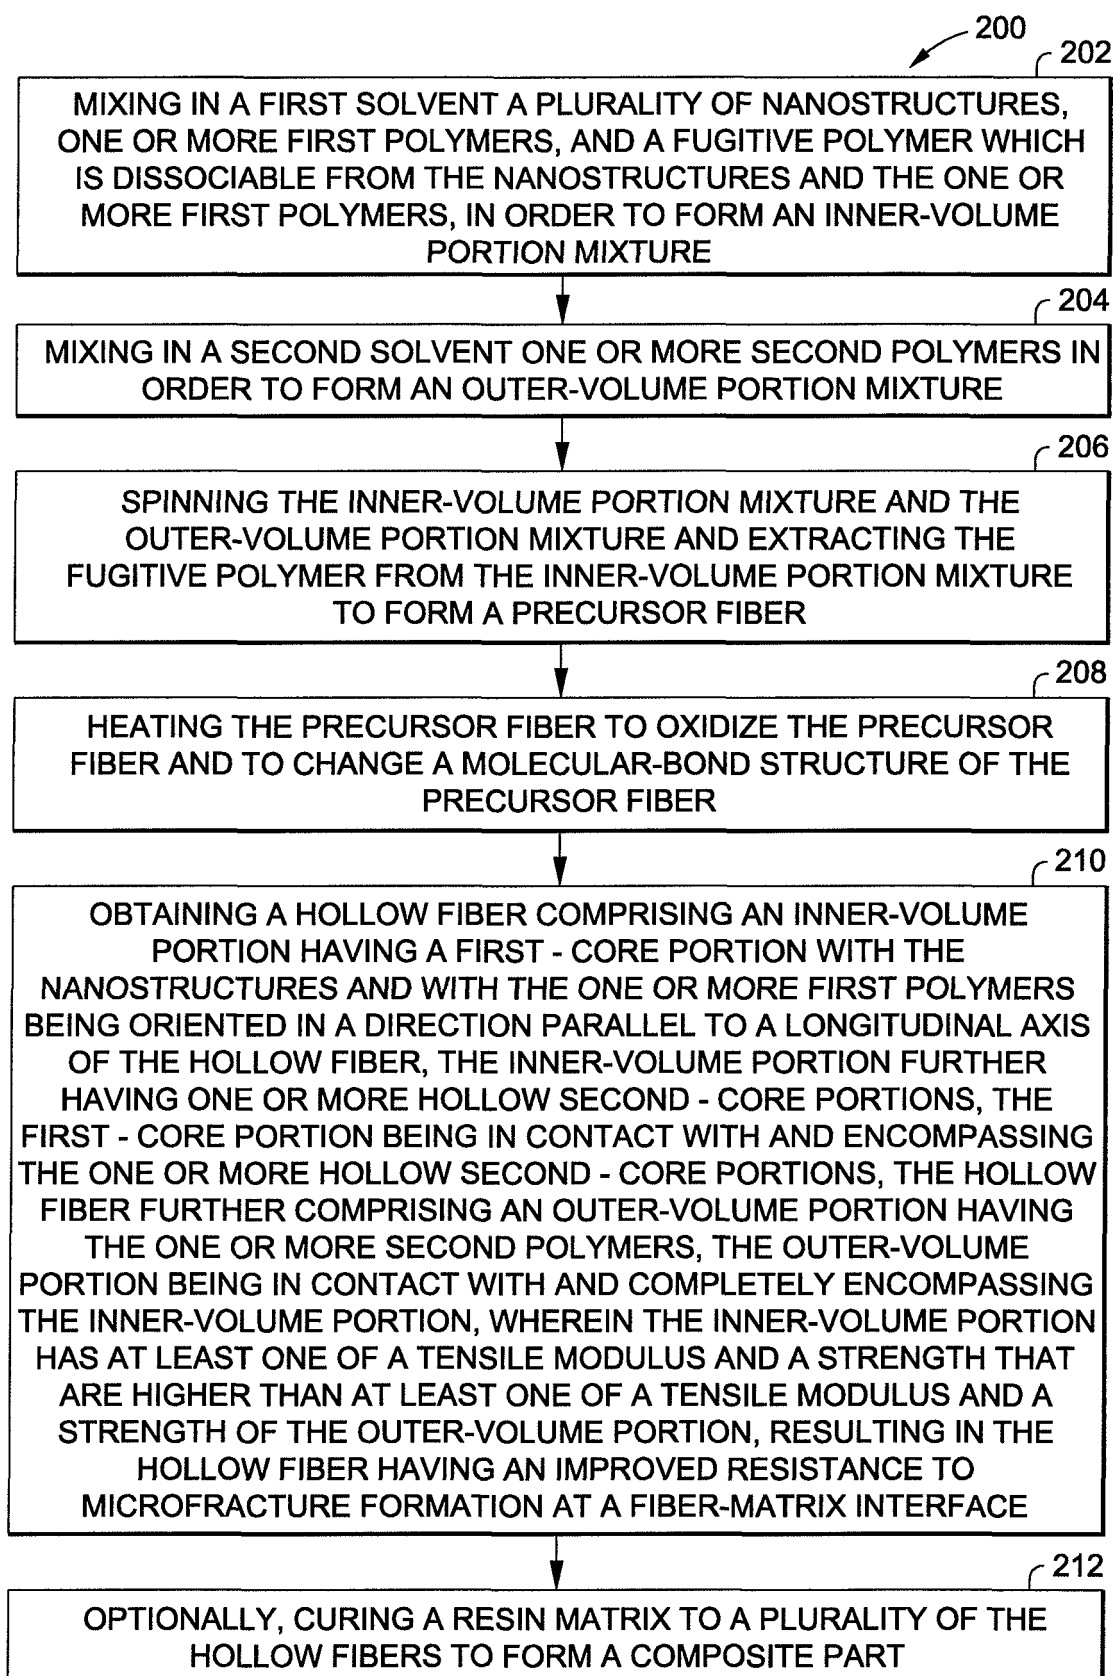 200
202
MIXING IN A FIRST SOLVENT A PLURALITY OF NANOSTRUCTURES,
ONE OR MORE FIRST POLYMERS, AND A FUGITIVE POLYMER WHICH
IS DISSOCIABLE FROM THE NANOSTRUCTURES AND THE ONE OR
MORE FIRST POLYMERS, IN ORDER TO FORM AN INNER-VOLUME
PORTION MIXTURE
204
MIXING IN A SECOND SOLVENT ONE OR MORE SECOND POLYMERS IN
ORDER TO FORM AN OUTER-VOLUME PORTION MIXTURE
206
SPINNING THE INNER-VOLUME PORTION MIXTURE AND THE
OUTER-VOLUME PORTION MIXTURE AND EXTRACTING THE
FUGITIVE POLYMER FROM THE INNER-VOLUME PORTION MIXTURE
TO FORM A PRECURSOR FIBER
208
HEATING THE PRECURSOR FIBER TO OXIDIZE THE PRECURSOR
FIBER AND TO CHANGE A MOLECULAR-BOND STRUCTURE OF THE
PRECURSOR FIBER
210
OBTAINING A HOLLOW FIBER COMPRISING AN INNER-VOLUME
PORTION HAVING A FIRST - CORE PORTION WITH THE
NANOSTRUCTURES AND WITH THE ONE OR MORE FIRST POLYMERS
BEING ORIENTED IN A DIRECTION PARALLEL TO A LONGITUDINAL AXIS
OF THE HOLLOW FIBER, THE INNER-VOLUME PORTION FURTHER
HAVING ONE OR MORE HOLLOW SECOND - CORE PORTIONS, THE
FIRST - CORE PORTION BEING IN CONTACT WITH AND ENCOMPASSING
THE ONE OR MORE HOLLOW SECOND - CORE PORTIONS, THE HOLLOW
FIBER FURTHER COMPRISING AN OUTER-VOLUME PORTION HAVING
THE ONE OR MORE SECOND POLYMERS, THE OUTER-VOLUME
PORTION BEING IN CONTACT WITH AND COMPLETELY ENCOMPASSING
THE INNER-VOLUME PORTION, WHEREIN THE INNER-VOLUME PORTION
HAS AT LEAST ONE OF A TENSILE MODULUS AND A STRENGTH THAT
ARE HIGHER THAN AT LEAST ONE OF A TENSILE MODULUS AND A
STRENGTH OF THE OUTER-VOLUME PORTION, RESULTING IN THE
HOLLOW FIBER HAVING AN IMPROVED RESISTANCE TO
MICROFRACTURE FORMATION AT A FIBER-MATRIX INTERFACE
212
OPTIONALLY, CURING A RESIN MATRIX TO A PLURALITY OF THE
HOLLOW FIBERS TO FORM A COMPOSITE PART